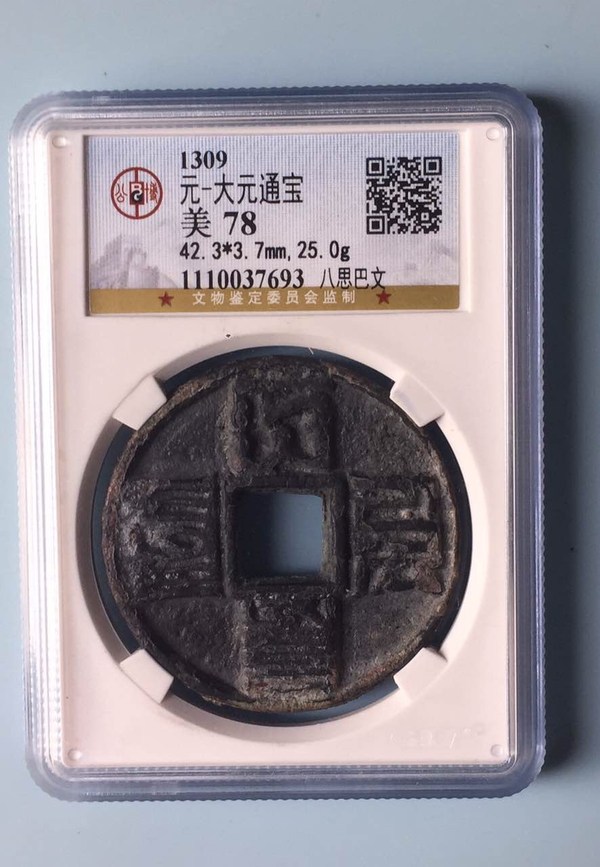 1309
元-大元通宝
美 78
42.3*3.7mm, 25.0g
1110037693 八思巴文
★ 文物鉴定委员会监制 ★